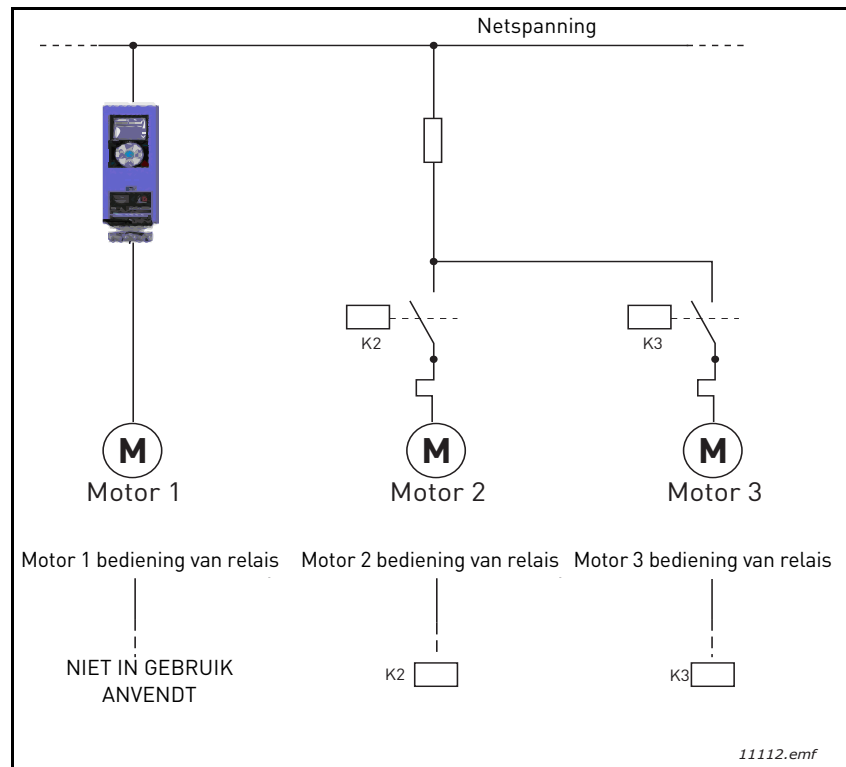 Netspanning
K2
K3
M
M
M
Motor 1
Motor 2
Motor 3
Motor 1 bediening van relais
Motor 2 bediening van relais
Motor 3 bediening van relais
NIET IN GEBRUIK
ANVENDT
K2
K3
11112.emf